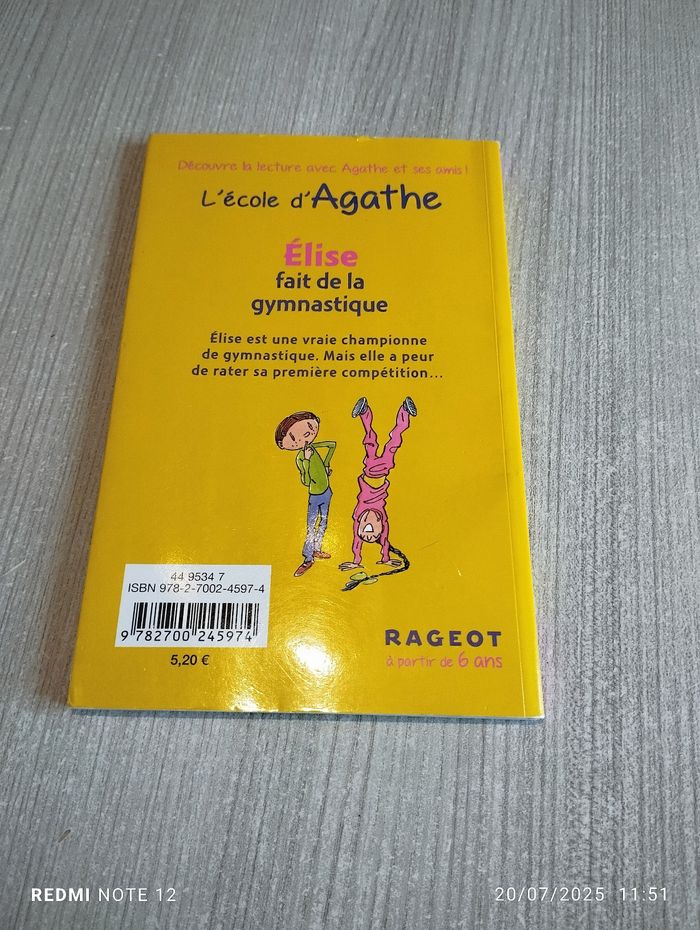 Découvre la lecture avec Agathe et ses amis !
L'école d'Agathe
Élise
fait de la
gymnastique
Élise est une vraie championne
de gymnastique. Mais elle a peur
de rater sa première compétition...
44 9534 7
ISBN 978-2-7002-4597-4
9 782700 245974
5,20 €
RAGEOT
à partir de 6 ans
REDMI NOTE 12
20/07/2025 11:51